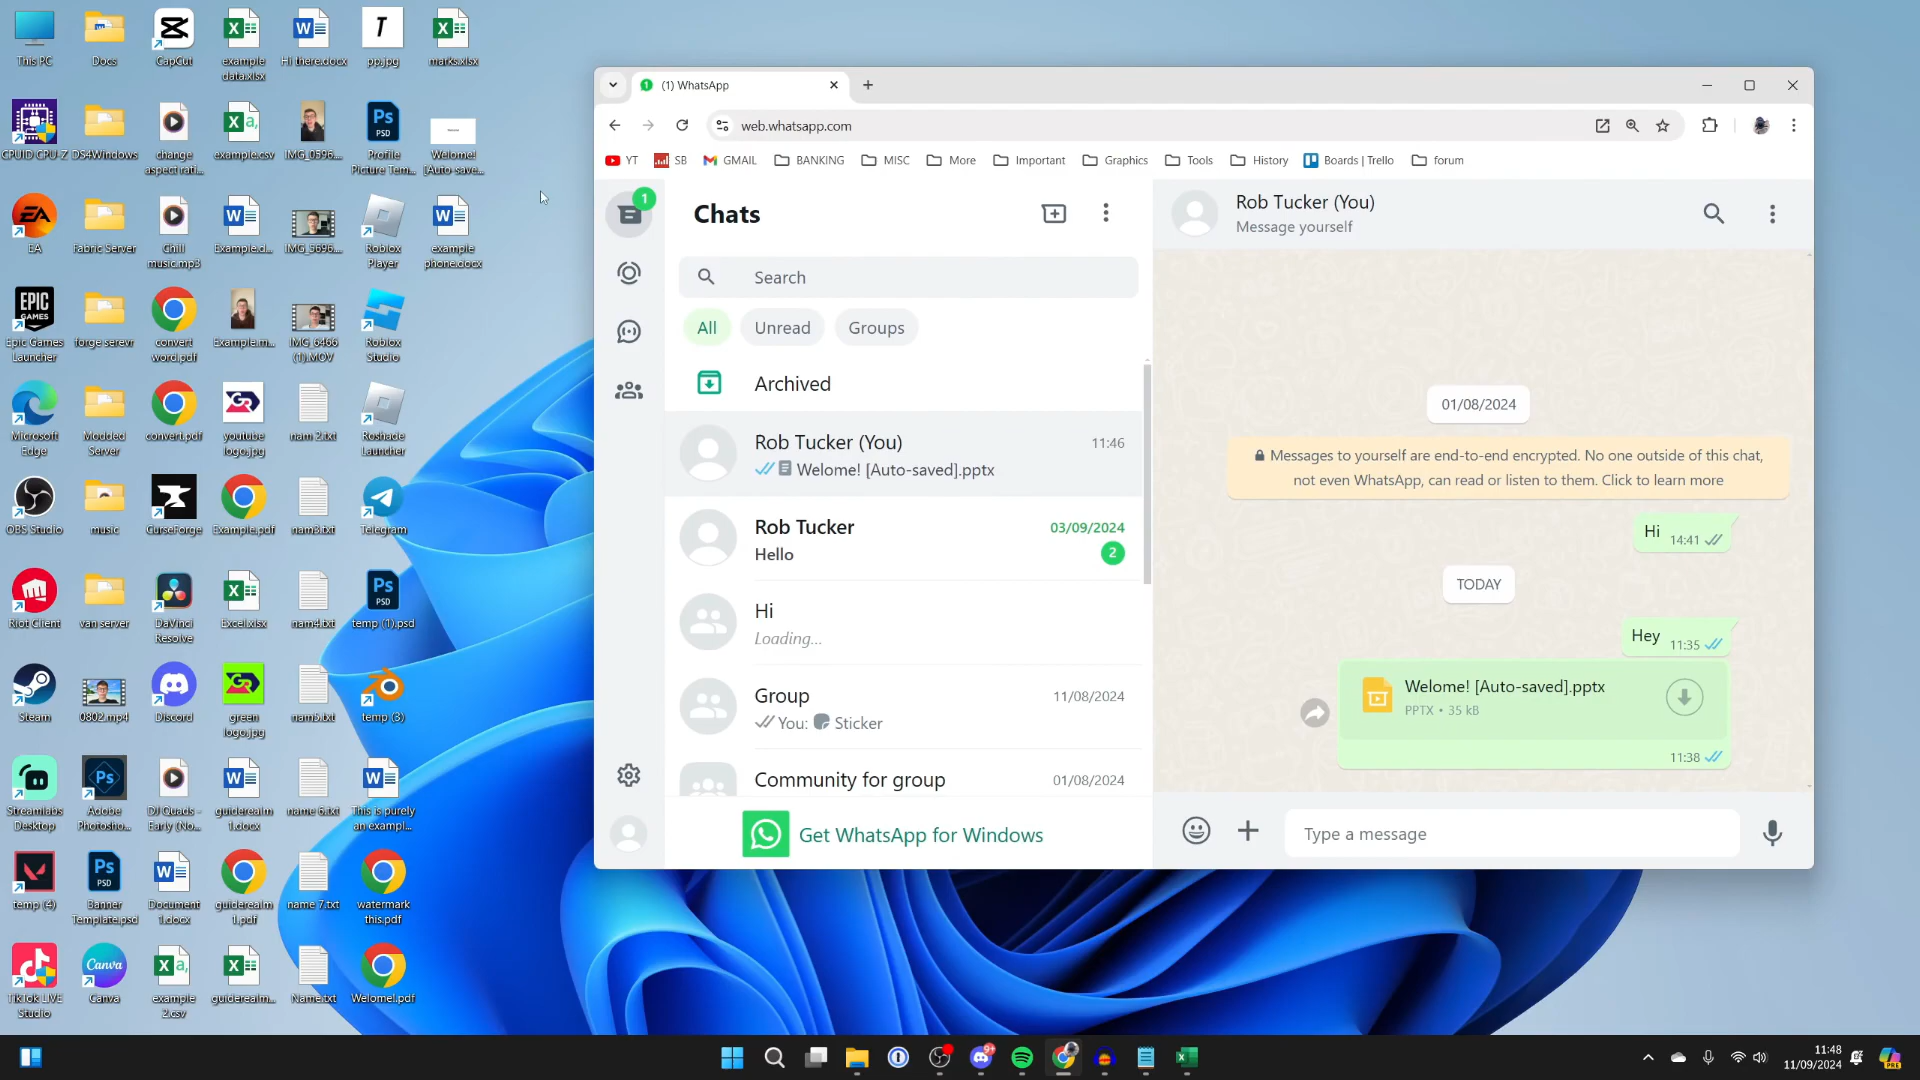 This PC
Docs
CapCut
example
data.xlsx
Hi there.docx
T
pp.jpg
marks.xlsx
CPUID CPU-Z
DS4Windows
change
aspect rati...
example.csv
IMG_0596....
Profile
Picture Tem...
Welome!
[Auto-save...
EA
Fabric Server
Chill
music.mp3
Example.d...
IMG_5696....
Roblox
Player
example
phone.docx
Epic Games
Launcher
forge serevr
convert
word.pdf
Example.m...
IMG_6466
(1).MOV
Roblox
Studio
Microsoft
Edge
Modded
Server
convert.pdf
youtube
logo.jpg
nam 2.txt
Roshade
Launcher
OBS Studio
music
CurseForge
Example.pdf
nam3.txt
Telegram
Riot Client
van server
DaVinci
Resolve
Excel.xlsx
nam4.txt
temp (1).psd
Steam
0802.mp4
Discord
green
logo.jpg
nam5.txt
temp (3)
Streamlabs
Desktop
Adobe
Photosho...
DJ Quads -
Early (No...
guiderealm
1.docx
name 6.txt
This is purely
an exampl...
temp (4)
Banner
Template.psd
Document
1.docx
guiderealm
1.pdf
name 7.txt
watermark
this.pdf
TikTok LIVE
Studio
Canva
example
2.csv
guiderealm...
Name.txt
Welome!.pdf
(1) WhatsApp
web.whatsapp.com
YT
SB
GMAIL
BANKING
MISC
More
Important
Graphics
Tools
History
Boards | Trello
forum
1
Chats
Search
All
Unread
Groups
Archived
Rob Tucker (You)
11:46
Welome! [Auto-saved].pptx
Rob Tucker
03/09/2024
Hello
2
Hi
Loading...
Group
11/08/2024
You: Sticker
Community for group
01/08/2024
Get WhatsApp for Windows
Rob Tucker (You)
Message yourself
01/08/2024
Messages to yourself are end-to-end encrypted. No one outside of this chat,
not even WhatsApp, can read or listen to them. Click to learn more
Hi
14:41
TODAY
Hey
11:35
Welome! [Auto-saved].pptx
PPTX • 35 kB
11:38
Type a message
9+
11:48
11/09/2024